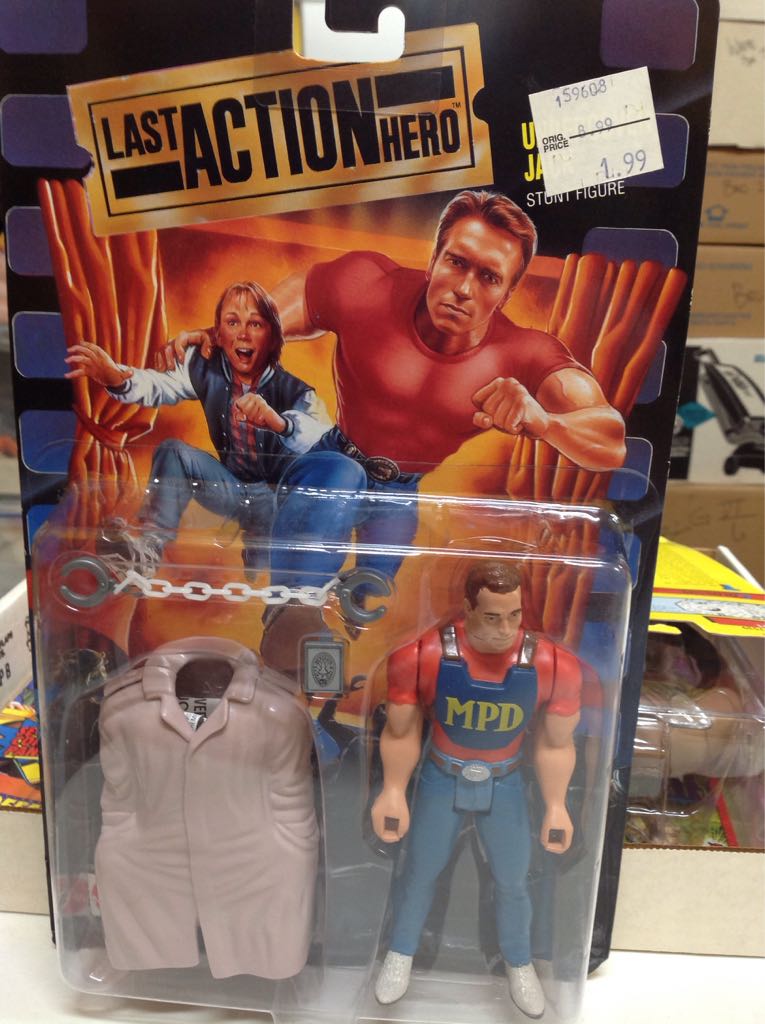 LAST
ACTION
HERO
TM
159608
ORIG.
PRICE
8.99
1.99
STUNT FIGURE
MPD